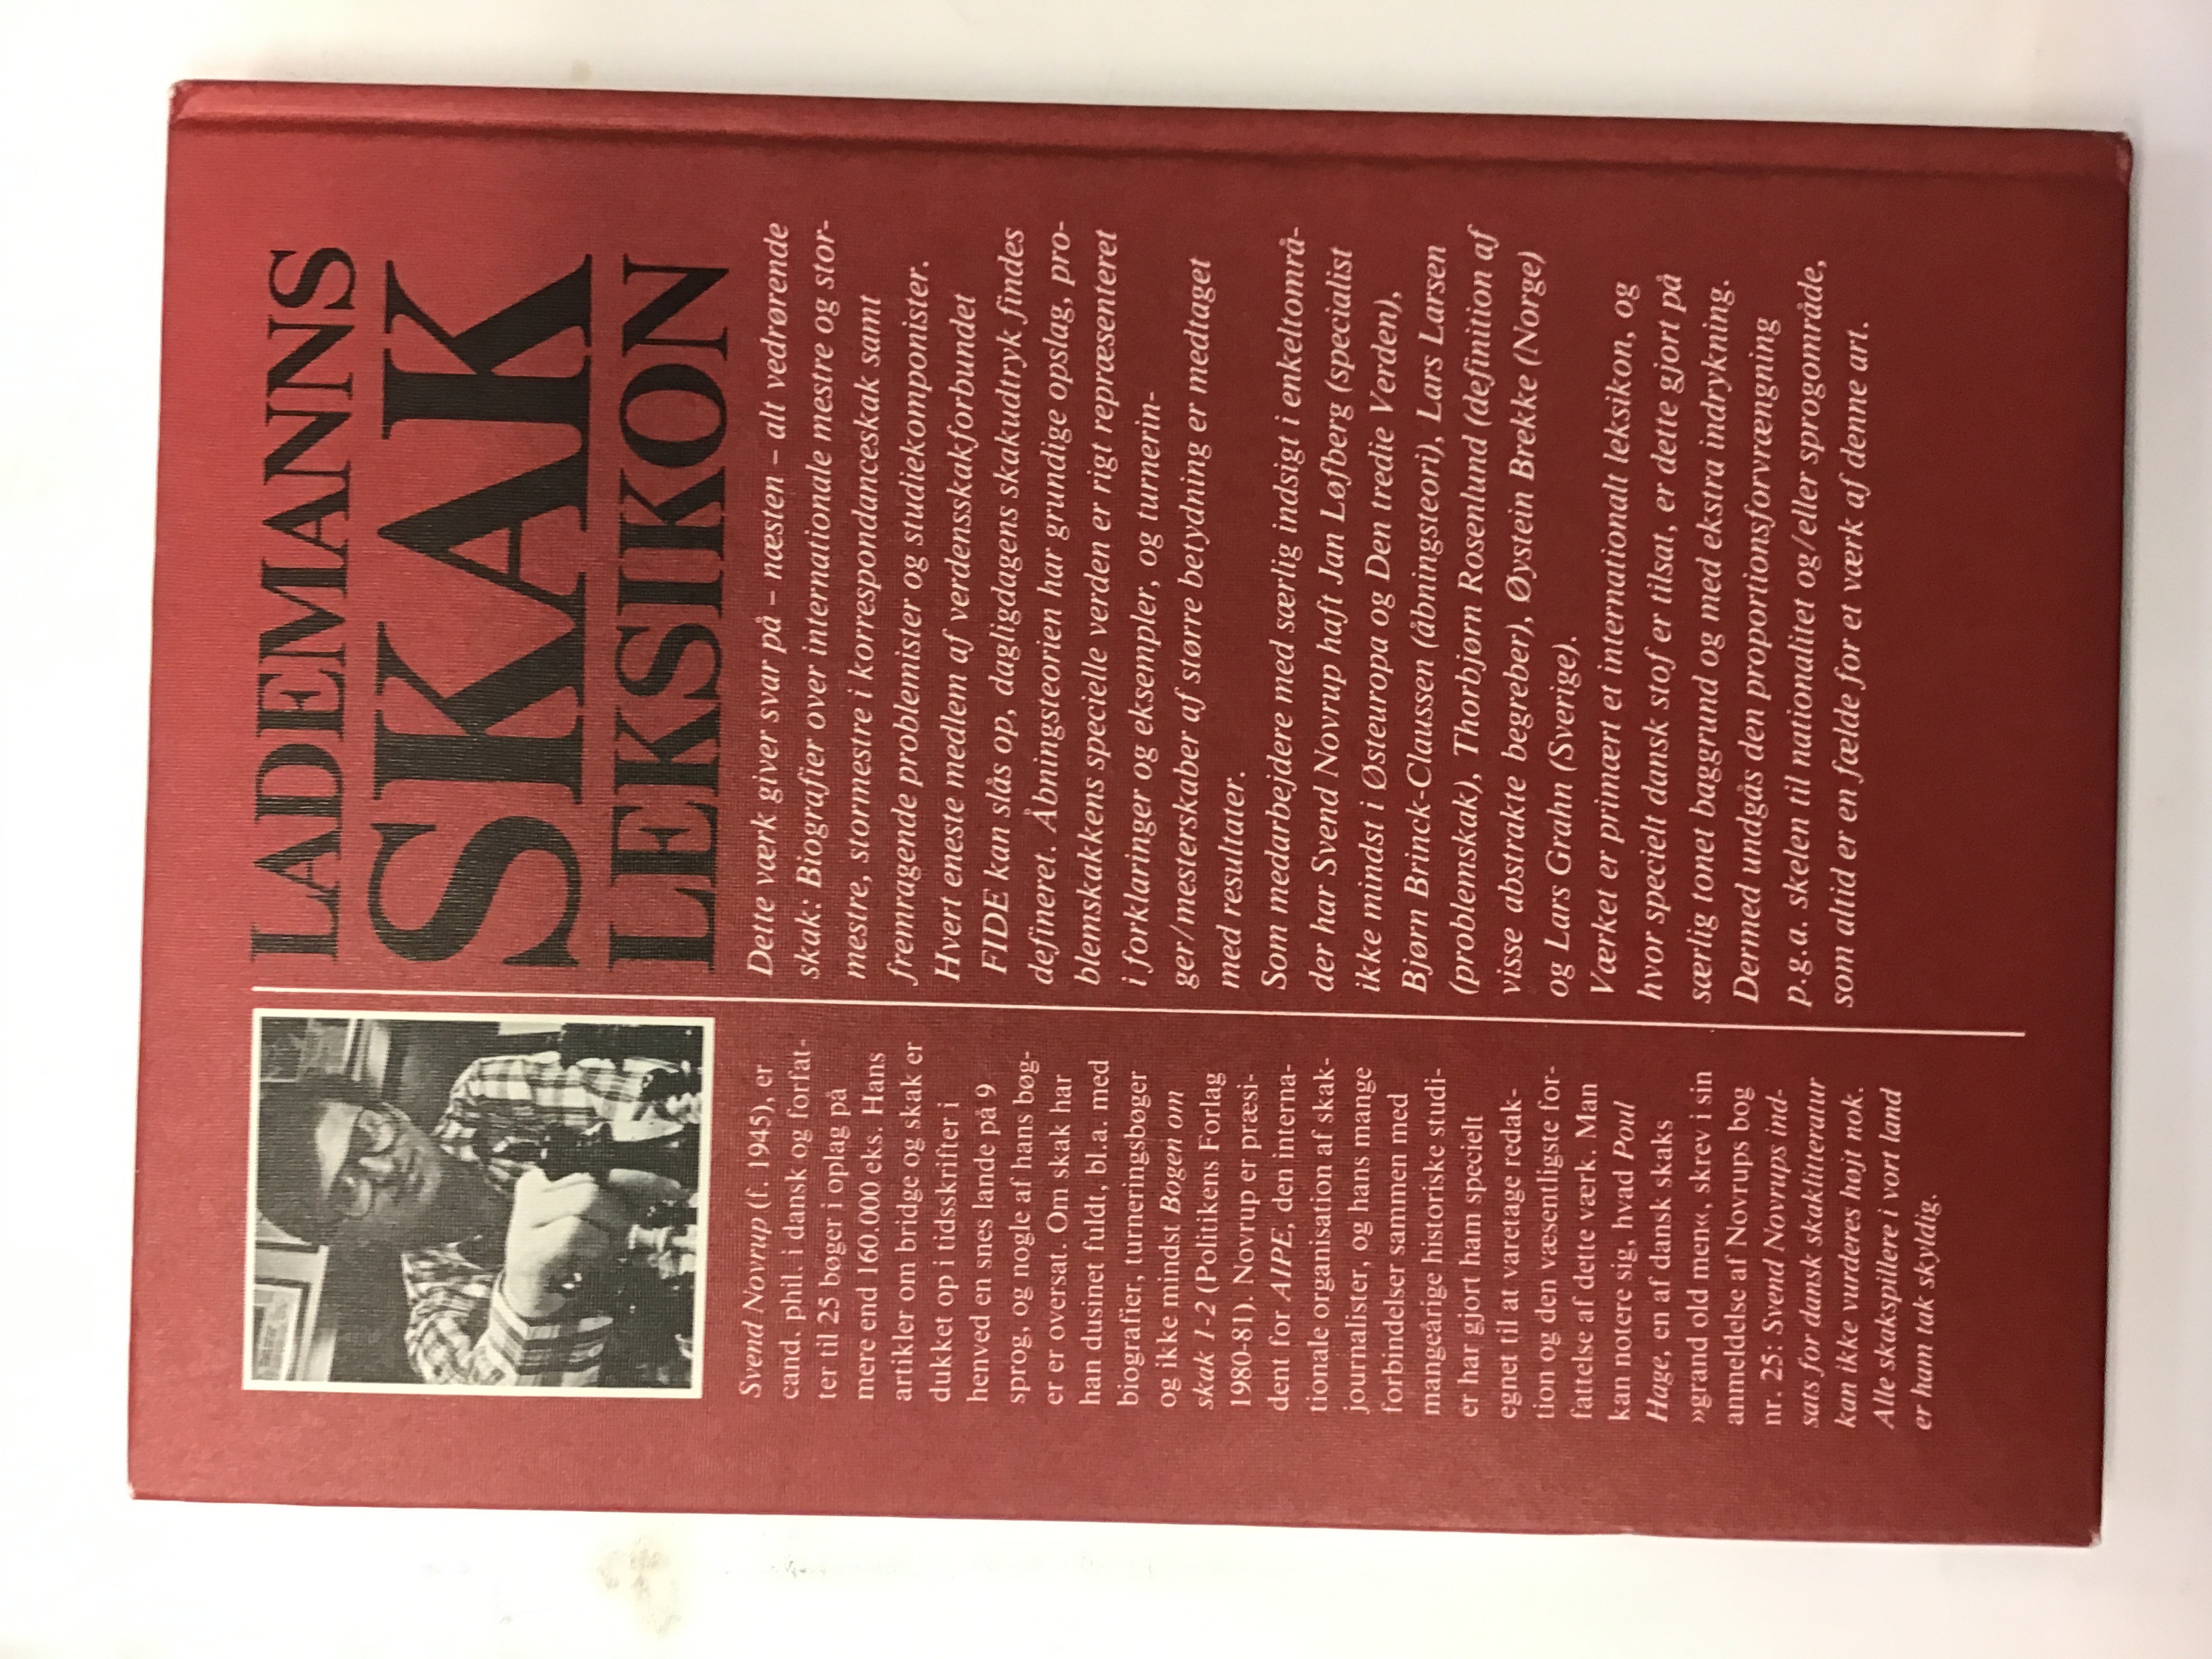 LADEMANNS
SKAK
LEKSIKON
Svend Novrup (f. 1945), er
cand. phil. i dansk og forfat-
ter til 25 bøger i oplag på
mere end 160.000 eks. Hans
artikler om bridge og skak er
dukket op i tidsskrifter i
henved en snes lande på 9
sprog, og nogle af hans bøg-
er er oversat. Om skak har
han dusinet fuldt, bl.a. med
biografier, turneringsbøger
og ikke mindst Bogen om
skak 1-2 (Politikens Forlag
1980-81). Novrup er præsi-
dent for AIPE, den interna-
tionale organisation af skak-
journalister, og hans mange
forbindelser sammen med
mangeårige historiske studi-
er har gjort ham specielt
egnet til at varetage redak-
tion og den væsentligste for-
fattelse af dette værk. Man
kan notere sig, hvad Poul
Hage, en af dansk skaks
»grand old men«, skrev i sin
anmeldelse af Novrups bog
nr. 25: Svend Novrups ind-
sats for dansk skaklitteratur
kan ikke vurderes højt nok.
Alle skakspillere i vort land
er ham tak skyldig.
Dette værk giver svar på – næsten – alt vedrørende
skak: Biografier over internationale mestre og stor-
mestre, stormestre i korrespondanceskak samt
fremragende problemister og studiekomponister.
Hvert eneste medlem af verdensskakforbundet
FIDE kan slås op, dagligdagens skakudtryk findes
defineret. Åbningsteorien har grundige opslag, pro-
blemskakkens specielle verden er rigt repræsenteret
i forklaringer og eksempler, og turnerin-
ger/mesterskaber af større betydning er medtaget
med resultater.
Som medarbejdere med særlig indsigt i enkeltområ-
der har Svend Novrup haft Jan Løfberg (specialist
ikke mindst i Østeuropa og Den tredie Verden),
Bjørn Brinck-Claussen (åbningsteori), Lars Larsen
(problemskak), Thorbjørn Rosenlund (definition af
visse abstrakte begreber), Øystein Brekke (Norge)
og Lars Grahn (Sverige).
Værket er primært et internationalt leksikon, og
hvor specielt dansk stof er tilsat, er dette gjort på
særlig tonet baggrund og med ekstra indrykning.
Dermed undgås den proportionsforvrængning
p.g.a. skelen til nationalitet og/eller sprogområde,
som altid er en fælde for et værk af denne art.